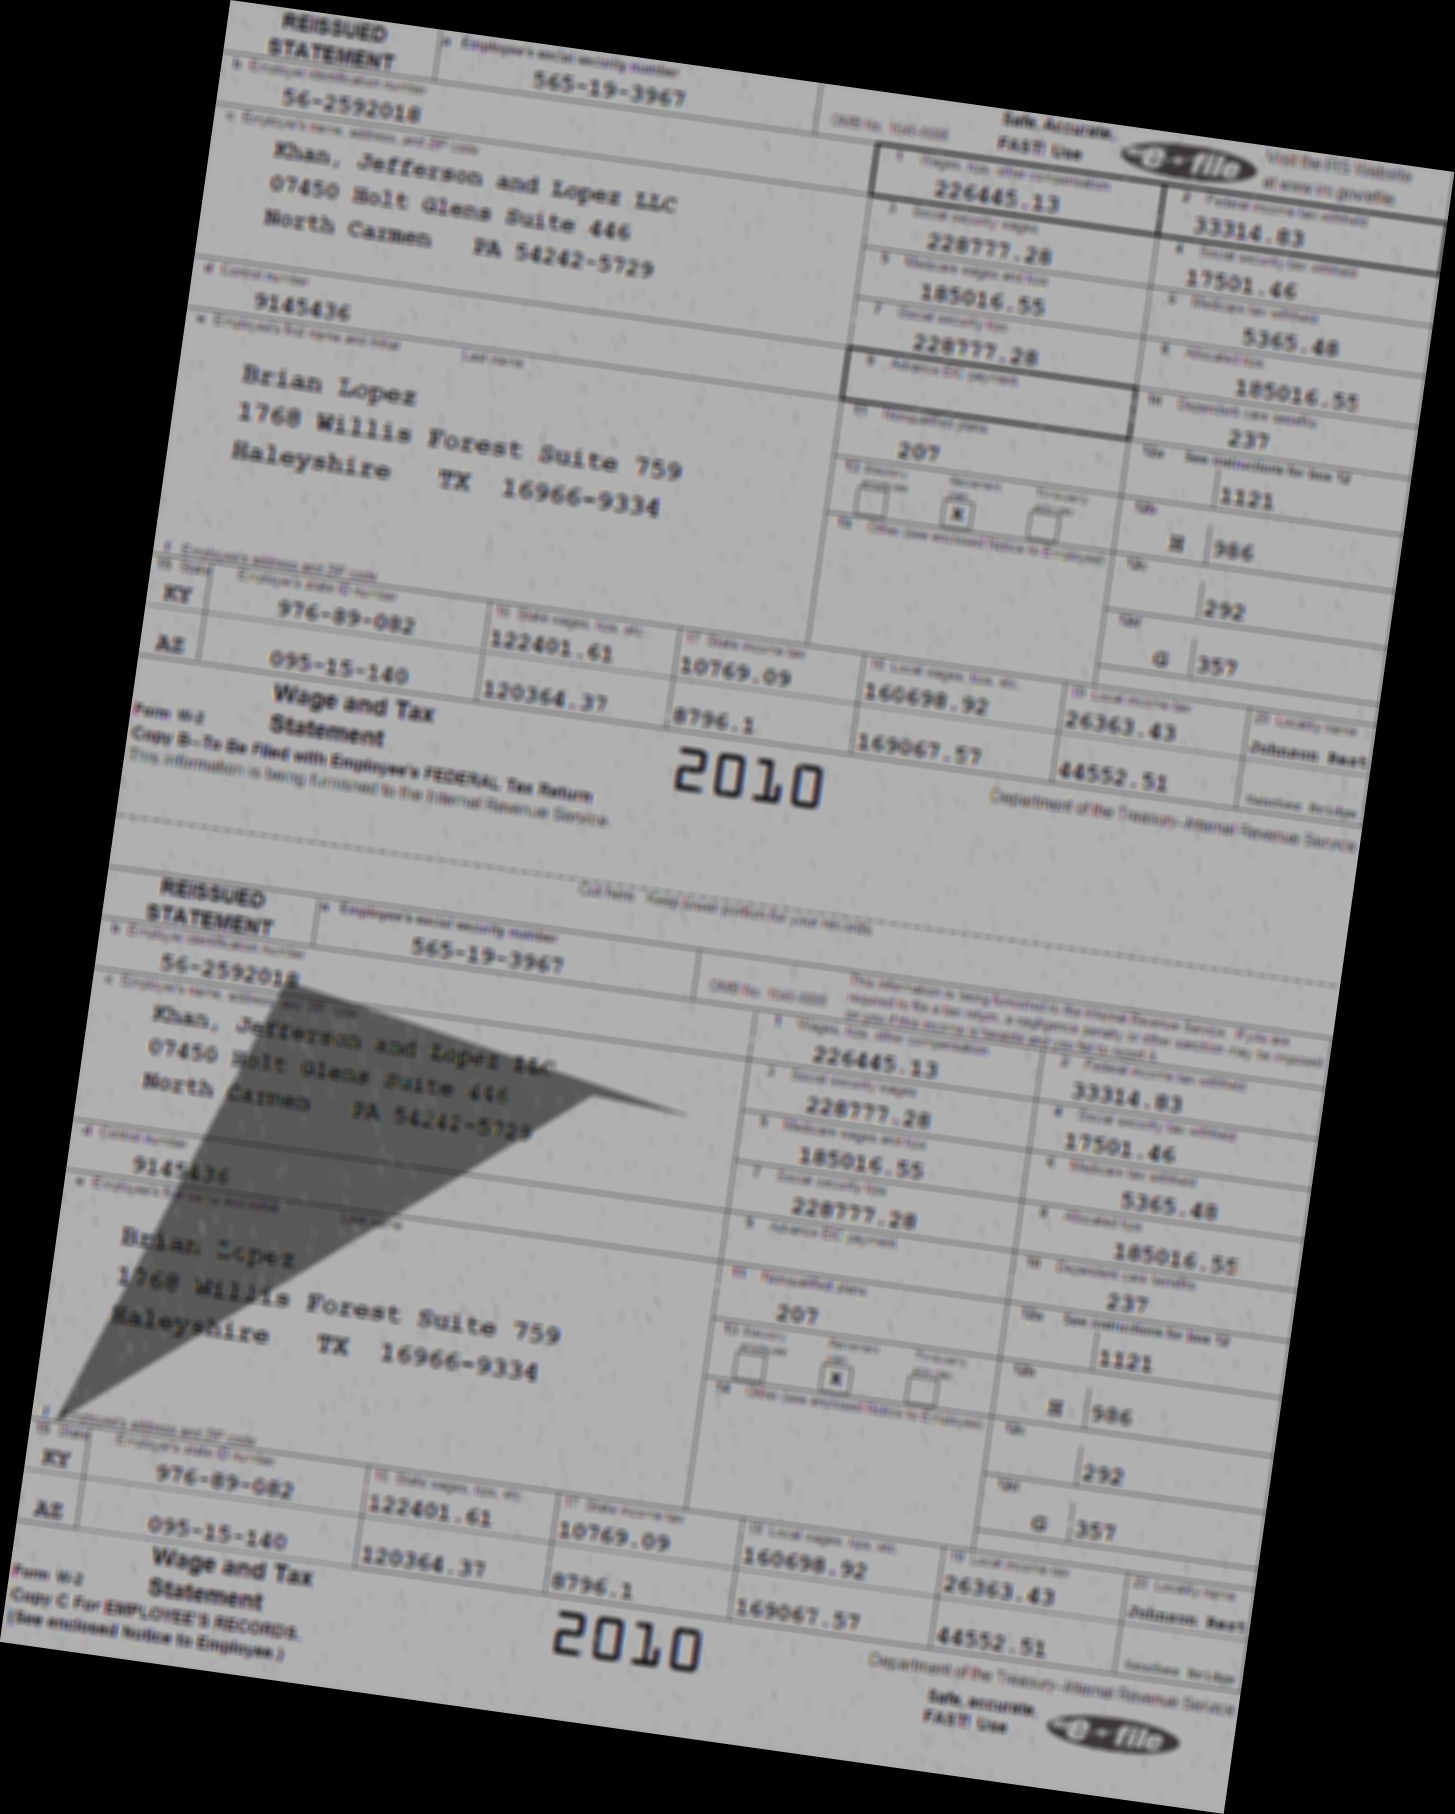 REISSUED
STATEMENT
a Employee's social security number
565-19-3967
OMB No. 1545-0008
Safe, Accurate,
FAST! Use
e-file
Visit the IRS Website
at www.irs.gov/efile.
b Employer identification number
56-2592018
c Employer's name, address, and ZIP code
Khan, Jefferson and Lopez LLC
07450 Holt Glens Suite 446
North Carmen PA 54242-5729
1 Wages, tips, other compensation
226445.13
2 Federal income tax withheld
33314.83
3 Social security wages
228777.28
4 Social security tax withheld
17501.46
5 Medicare wages and tips
185016.55
6 Medicare tax withheld
5365.48
d Control number
9145436
7 Social security tips
228777.28
8 Allocated tips
185016.55
e Employee's first name and initial Last name
Brian Lopez
1768 Willis Forest Suite 759
Haleyshire TX 16966-9334
9 Advance EIC payment
10 Dependent care benefits
237
11 Nonqualified plans
207
12a See instructions for box 12
1121
12b
H 986
12c
292
12d
G 357
13
X
14 Other (see enclosed Notice to Employee)
f Employee's address and ZIP code
15 State Employer's state ID number
16 State wages, tips, etc.
17 State income tax
18 Local wages, tips, etc.
19 Local income tax
20 Locality name
KY 976-89-082 122401.61 10769.09 160698.92 26363.43 Johnson Rest
AZ 095-15-140 120364.37 8796.1 169067.57 44552.51
Form W-2
Wage and Tax
Statement
2010
Department of the Treasury-Internal Revenue Service
Copy B-To Be Filed with Employee's FEDERAL Tax Return
This information is being furnished to the Internal Revenue Service.
Cut here. Keep lower portion for your records
REISSUED
STATEMENT
a Employee's social security number
565-19-3967
OMB No. 1545-0008
This information is being furnished to the Internal Revenue Service. If you are
required to file a tax return, a negligence penalty or other sanction may be imposed
on you if this income is taxable and you fail to report it.
b Employer identification number
56-2592018
c Employer's name, address, and ZIP code
Khan, Jefferson and Lopez LLC
07450 Holt Glens Suite 446
North Carmen PA 54242-5729
1 Wages, tips, other compensation
226445.13
2 Federal income tax withheld
33314.83
3 Social security wages
228777.28
4 Social security tax withheld
17501.46
5 Medicare wages and tips
185016.55
6 Medicare tax withheld
5365.48
d Control number
9145436
7 Social security tips
228777.28
8 Allocated tips
185016.55
e Employee's first name and initial Last name
Brian Lopez
1768 Willis Forest Suite 759
Haleyshire TX 16966-9334
9 Advance EIC payment
10 Dependent care benefits
237
11 Nonqualified plans
207
12a See instructions for box 12
1121
12b
H 986
12c
292
12d
G 357
13
X
14 Other (see enclosed Notice to Employee)
f Employee's address and ZIP code
15 State Employer's state ID number
16 State wages, tips, etc.
17 State income tax
18 Local wages, tips, etc.
19 Local income tax
20 Locality name
KY 976-89-082 122401.61 10769.09 160698.92 26363.43 Johnson Rest
AZ 095-15-140 120364.37 8796.1 169067.57 44552.51
Form W-2
Wage and Tax
Statement
2010
Department of the Treasury-Internal Revenue Service
Copy C For EMPLOYEE'S RECORDS.
(See enclosed Notice to Employee.)
Safe, accurate,
FAST! Use
e-file